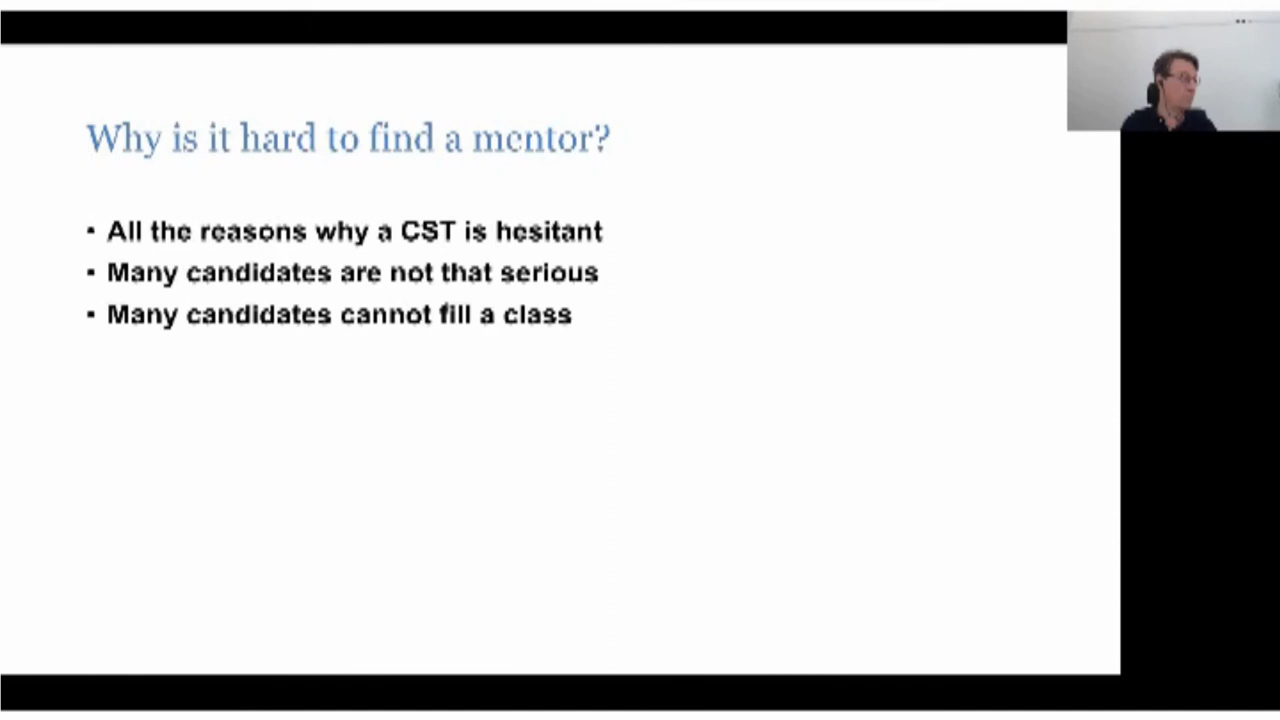 Why is it hard to find a mentor?
▪ All the reasons why a CST is hesitant
▪ Many candidates are not that serious
▪ Many candidates cannot fill a class